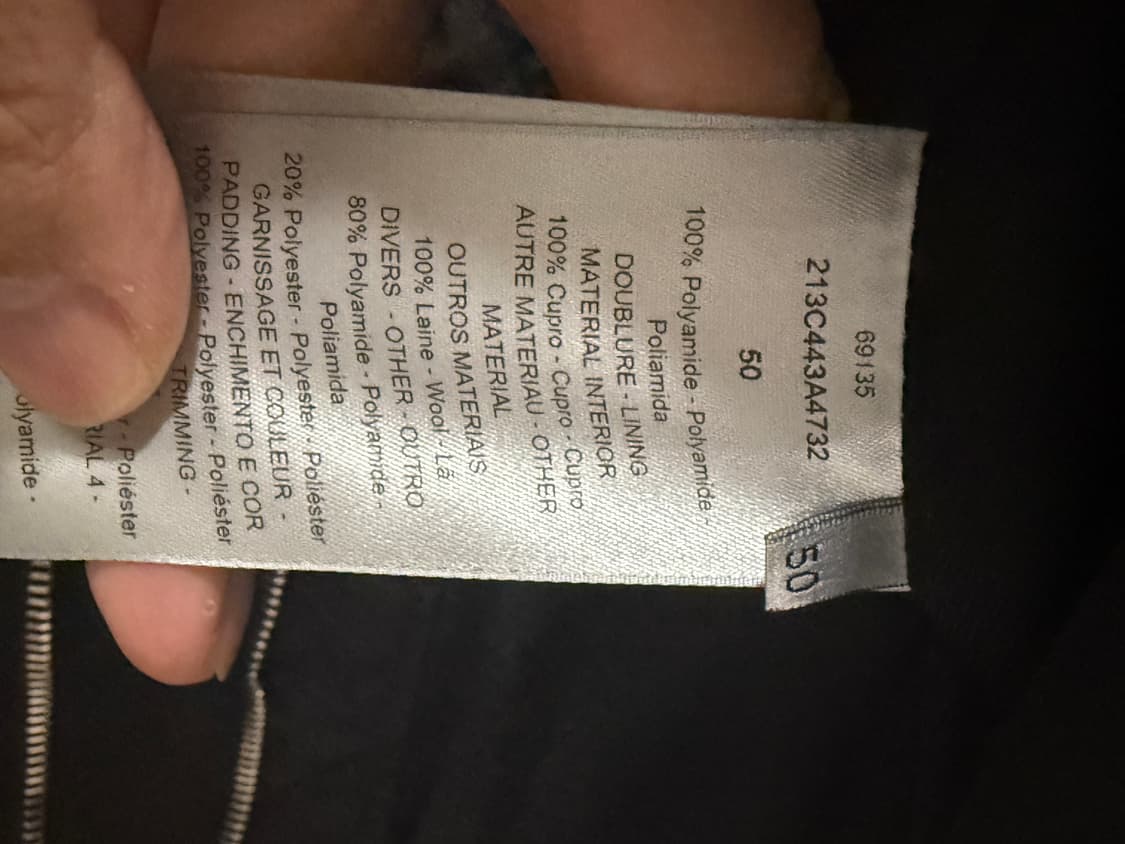 69135
213C443A4732
50
50
100% Polyamide - Polyamide -
Poliamida
DOUBLURE - LINING
MATERIAL INTERIOR
100% Cupro - Cupro - Cupro
AUTRE MATERIAU - OTHER
MATERIAL
OUTROS MATERIAIS
100% Laine - Wool - Lã
DIVERS - OTHER - OUTRO
80% Polyamide - Polyamide -
Poliamida
20% Polyester - Polyester - Poliéster
GARNISSAGE ET COULEUR -
PADDING - ENCHIMENTO E COR
100% Polyester - Polyester - Poliéster
TRIMMING -
- Poliéster
4 -